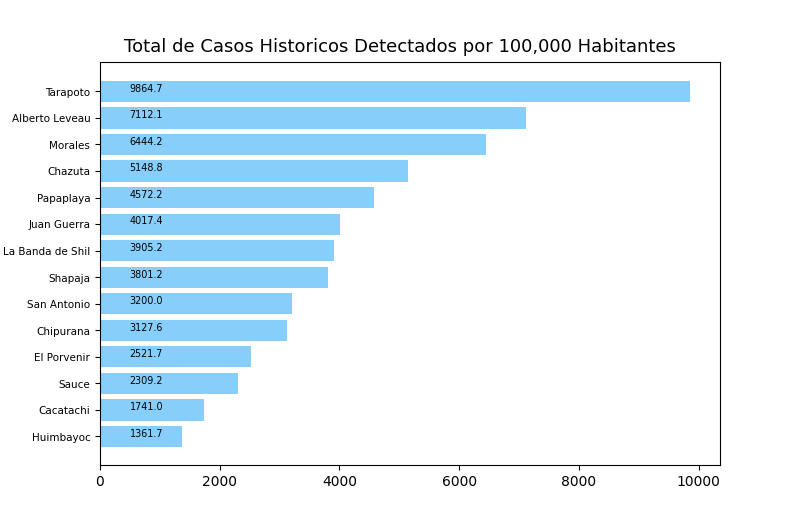 Total de Casos Historicos Detectados por 100,000 Habitantes
Tarapoto 9864.7
Alberto Leveau 7112.1
Morales 6444.2
Chazuta 5148.8
Papaplaya 4572.2
Juan Guerra 4017.4
La Banda de Shil 3905.2
Shapaja 3801.2
San Antonio 3200.0
Chipurana 3127.6
El Porvenir 2521.7
Sauce 2309.2
Cacatachi 1741.0
Huimbayoc 1361.7
0 2000 4000 6000 8000 10000